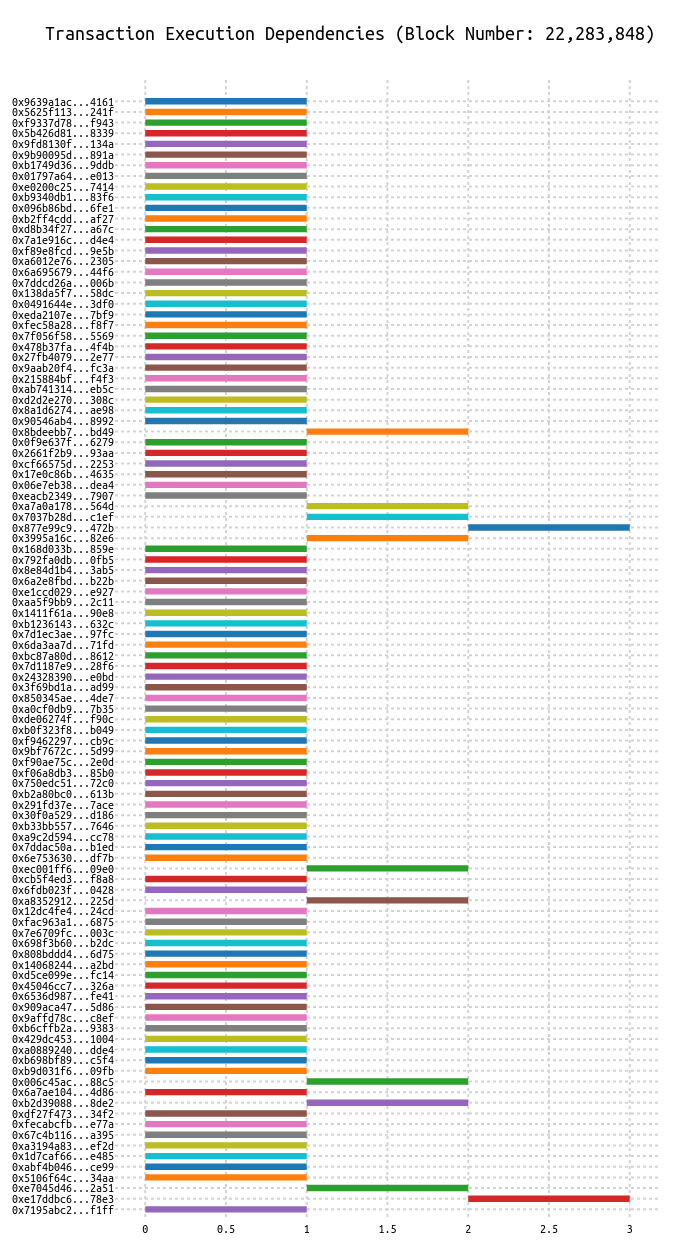 Transaction Execution Dependencies (Block Number: 22,283,848)
0x9639a1ac...4161
0x5625f113...241f
0xf9337d78...f943
0x5b426d81...8339
0x9fd8130f...134a
0x9b90095d...891a
0xb1749d36...9ddb
0x01797a64...e013
0xe0200c25...7414
0xb9340db1...83f6
0x096b86bd...6fe1
0xb2ff4cdd...af27
0xd8b34f27...a67c
0x7a1e916c...d4e4
0xf89e8fcd...9e5b
0xa6012e76...2305
0x6a695679...44f6
0x7ddcd26a...006b
0x138da5f7...58dc
0x0491644e...3df0
0xeda2107e...7bf9
0xfec58a28...f8f7
0x7f056f58...5569
0x478b37fa...4f4b
0x27fb4079...2e77
0x9aab20f4...fc3a
0x215884bf...f4f3
0xab741314...eb5c
0xd2d2e270...308c
0x8a1d6274...ae98
0x90546ab4...8992
0x8bdeebb7...bd49
0x0f9e637f...6279
0x2661f2b9...93aa
0xcf66575d...2253
0x17e0c86b...4635
0x06e7eb38...dea4
0xeacb2349...7907
0xa7a0a178...564d
0x7037b28d...c1ef
0x877e99c9...472b
0x3995a16c...82e6
0x168d033b...859e
0x792fa0db...0fb5
0x8e84d1b4...3ab5
0x6a2e8fbd...b22b
0xe1ccd029...e927
0xaa5f9bb9...2c11
0x1411f61a...90e8
0xb1236143...632c
0x7d1ec3ae...97fc
0x6da3aa7d...71fd
0xbc87a80d...8612
0x7d1187e9...28f6
0x24328390...e0bd
0x3f69bd1a...ad99
0x850345ae...4de7
0xa0cf0db9...7b35
0xde06274f...f90c
0xb0f323f8...b049
0xf9462297...cb9c
0x9bf7672c...5d99
0xf90ae75c...2e0d
0xf06a8db3...85b0
0x750edc51...72c0
0xb2a80bc0...613b
0x291fd37e...7ace
0x30f0a529...d186
0xb33bb557...7646
0xa9c2d594...cc78
0x7ddac50a...b1ed
0x6e753630...df7b
0xec001ff6...09e0
0xcb5f4ed3...f8a8
0x6fdb023f...0428
0xa8352912...225d
0x12dc4fe4...24cd
0xfac963a1...6875
0x7e6709fc...003c
0x698f3b60...b2dc
0x808bddd4...6d75
0x14068244...a2bd
0xd5ce099e...fc14
0x45046cc7...326a
0x6536d987...fe41
0x909aca47...5d86
0x9affd78c...c8ef
0xb6cffb2a...9383
0x429dc453...1004
0xa0889240...dde4
0xb698bf89...c5f4
0xb9d031f6...09fb
0x006c45ac...88c5
0x6a7ae104...4d86
0xb2d39088...8de2
0xdf27f473...34f2
0xfecabcfb...e77a
0x67c4b116...a395
0xa3194a83...ef2d
0x1d7caf66...e485
0xabf4b046...ce99
0x5106f64c...34aa
0xe7045d46...2a51
0xe17ddbc6...78e3
0x7195abc2...f1ff
0 0.5 1 1.5 2 2.5 3